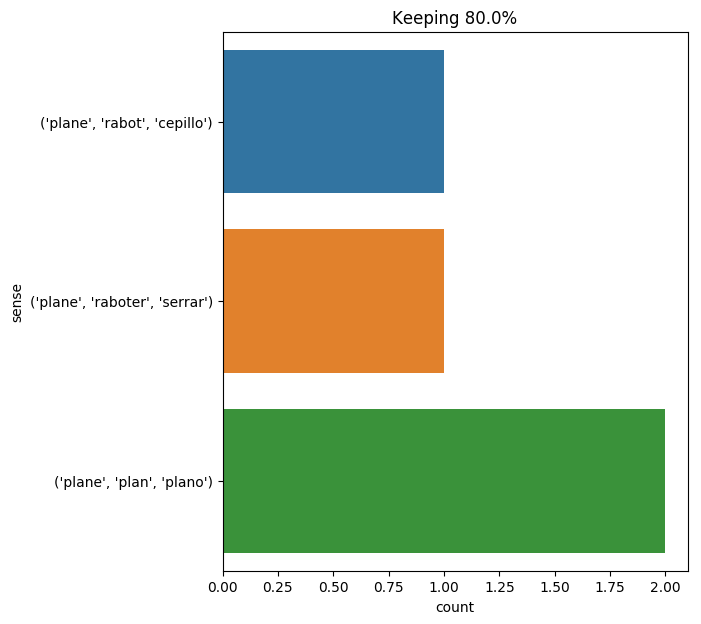 Keeping 80.0%
('plane', 'rabot', 'cepillo')
('plane', 'raboter', 'serrar')
('plane', 'plan', 'plano')
sense
0.00 0.25 0.50 0.75 1.00 1.25 1.50 1.75 2.00
count